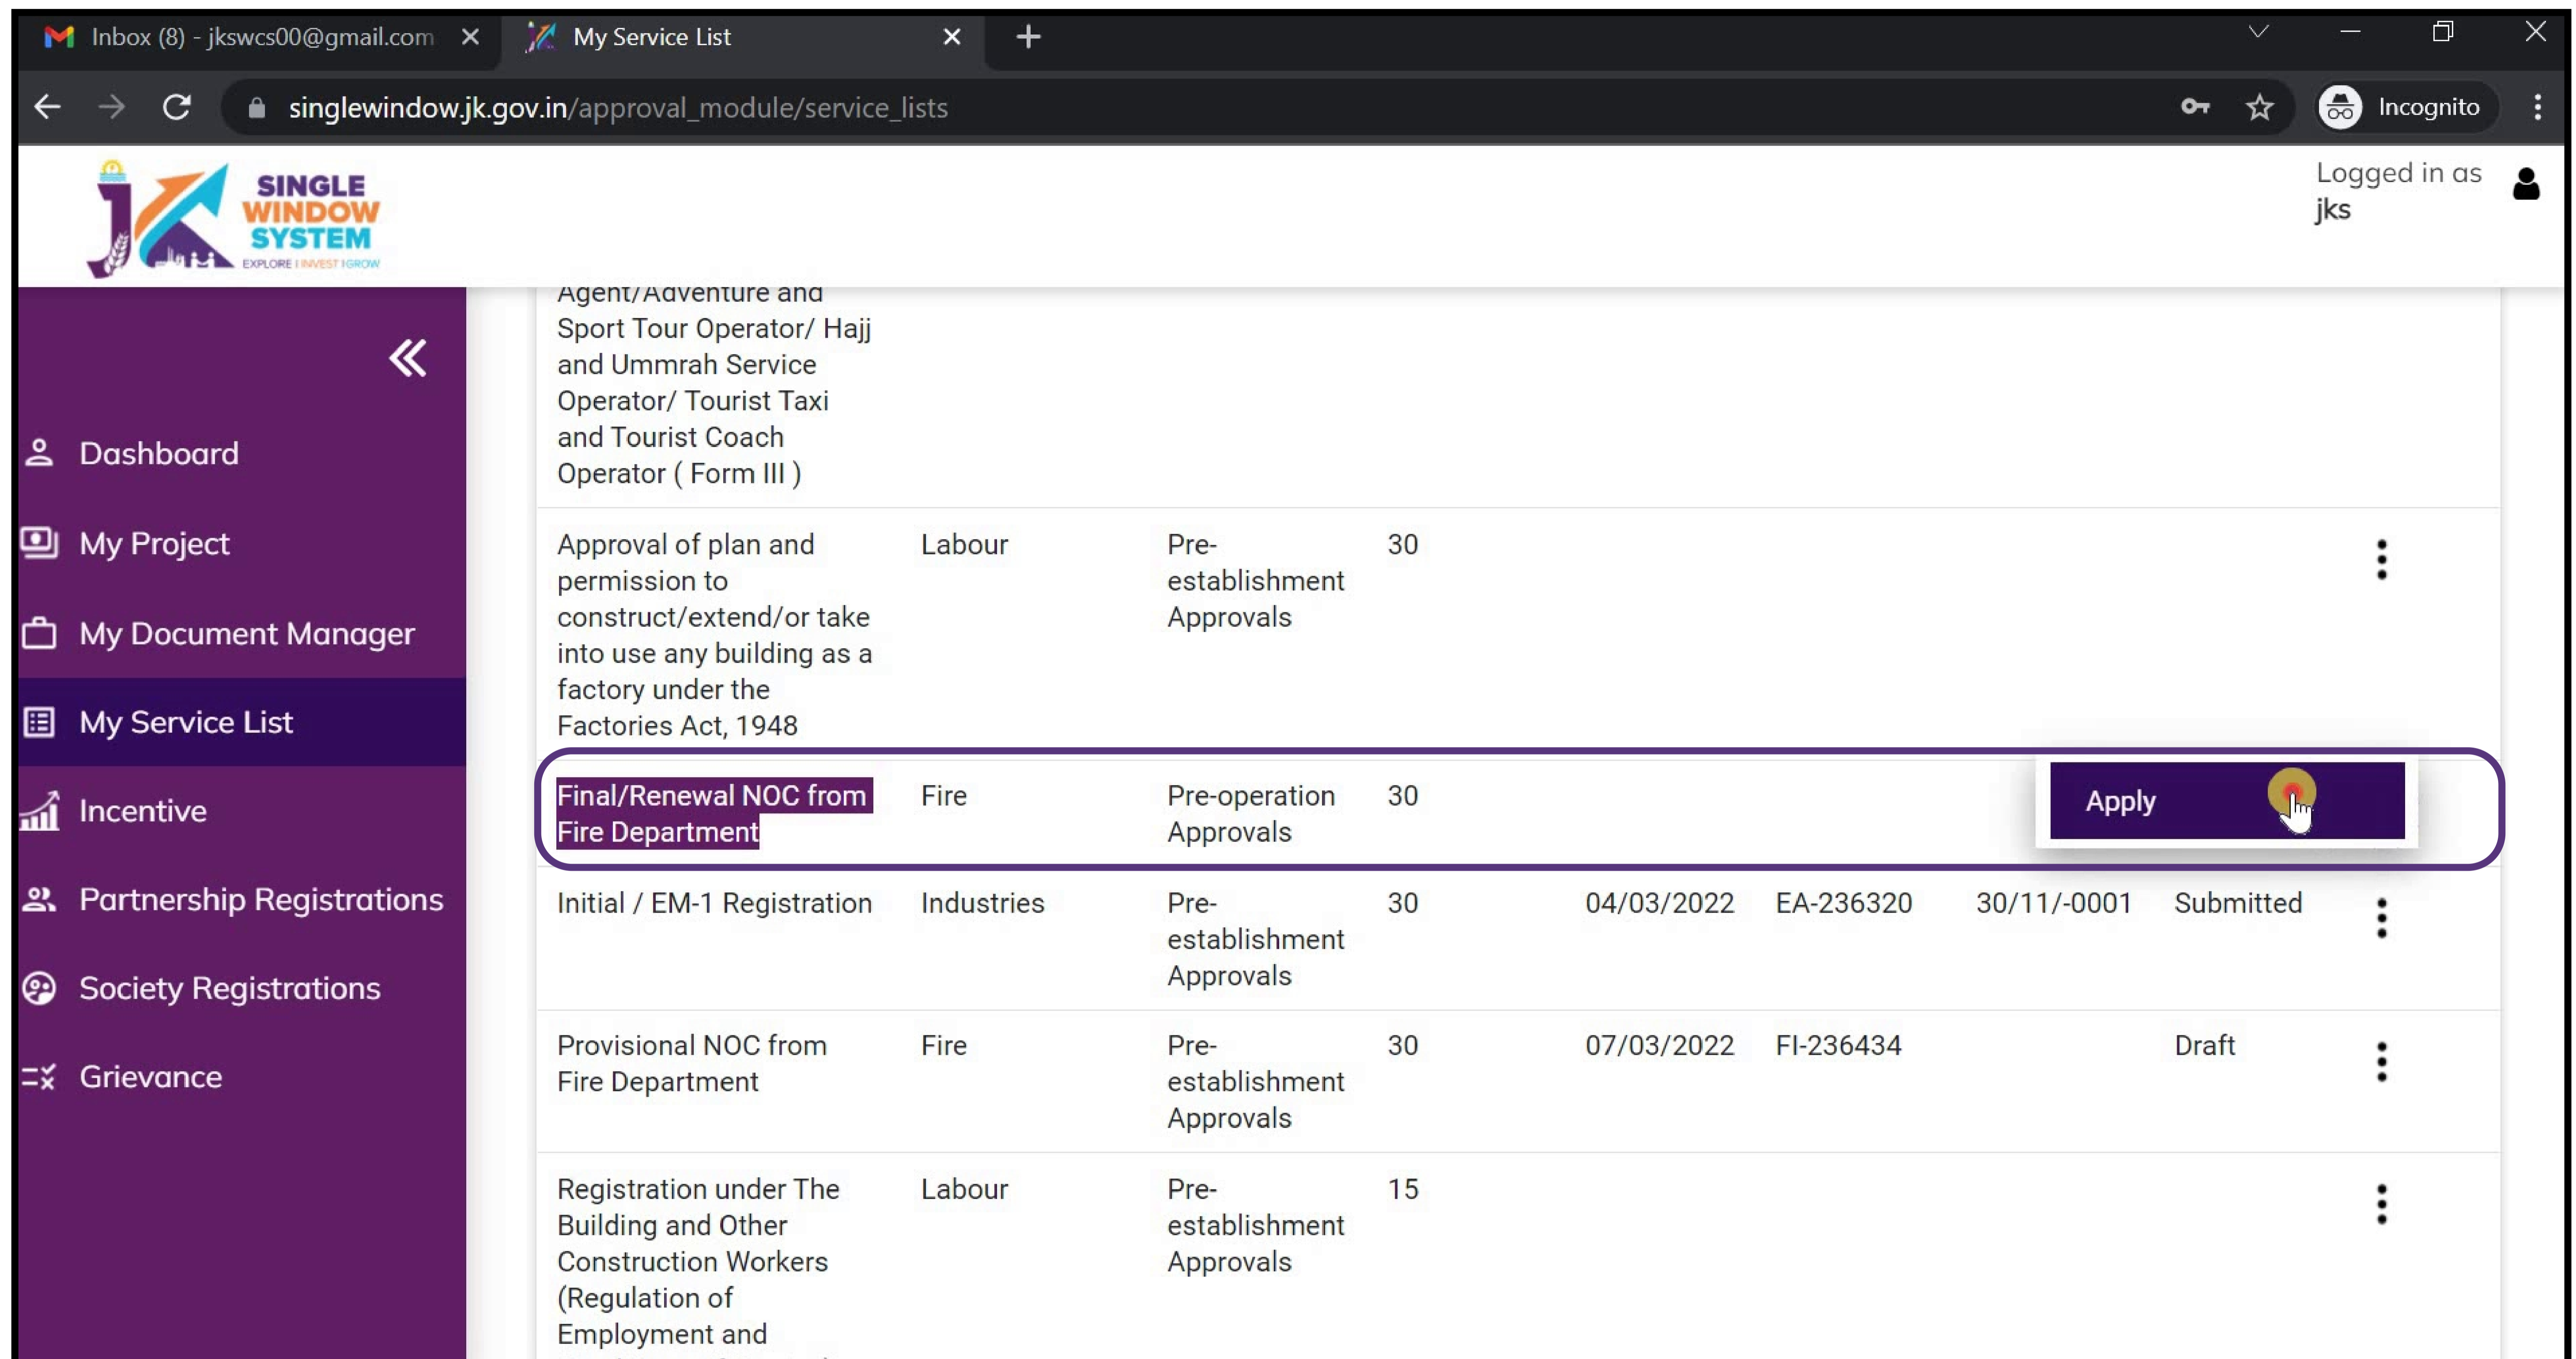 Inbox (8) - jkswcs00@gmail.com
My Service List
singlewindow.jk.gov.in/approval_module/service_lists
Incognito
JK
SINGLE
WINDOW
SYSTEM
EXPLORE | INVEST | GROW
Logged in as
jks
Dashboard
My Project
My Document Manager
My Service List
Incentive
Partnership Registrations
Society Registrations
Grievance
Agent/Adventure and
Sport Tour Operator/ Hajj
and Ummrah Service
Operator/ Tourist Taxi
and Tourist Coach
Operator ( Form III )
Approval of plan and Labour Pre- 30
permission to establishment
construct/extend/or take Approvals
into use any building as a
factory under the
Factories Act, 1948
Final/Renewal NOC from Fire Pre-operation 30 Apply
Fire Department Approvals
Initial / EM-1 Registration Industries Pre- 30 04/03/2022 EA-236320 30/11/-0001 Submitted
establishment
Approvals
Provisional NOC from Fire Pre- 30 07/03/2022 FI-236434 Draft
Fire Department establishment
Approvals
Registration under The Labour Pre- 15
Building and Other establishment
Construction Workers Approvals
(Regulation of
Employment and